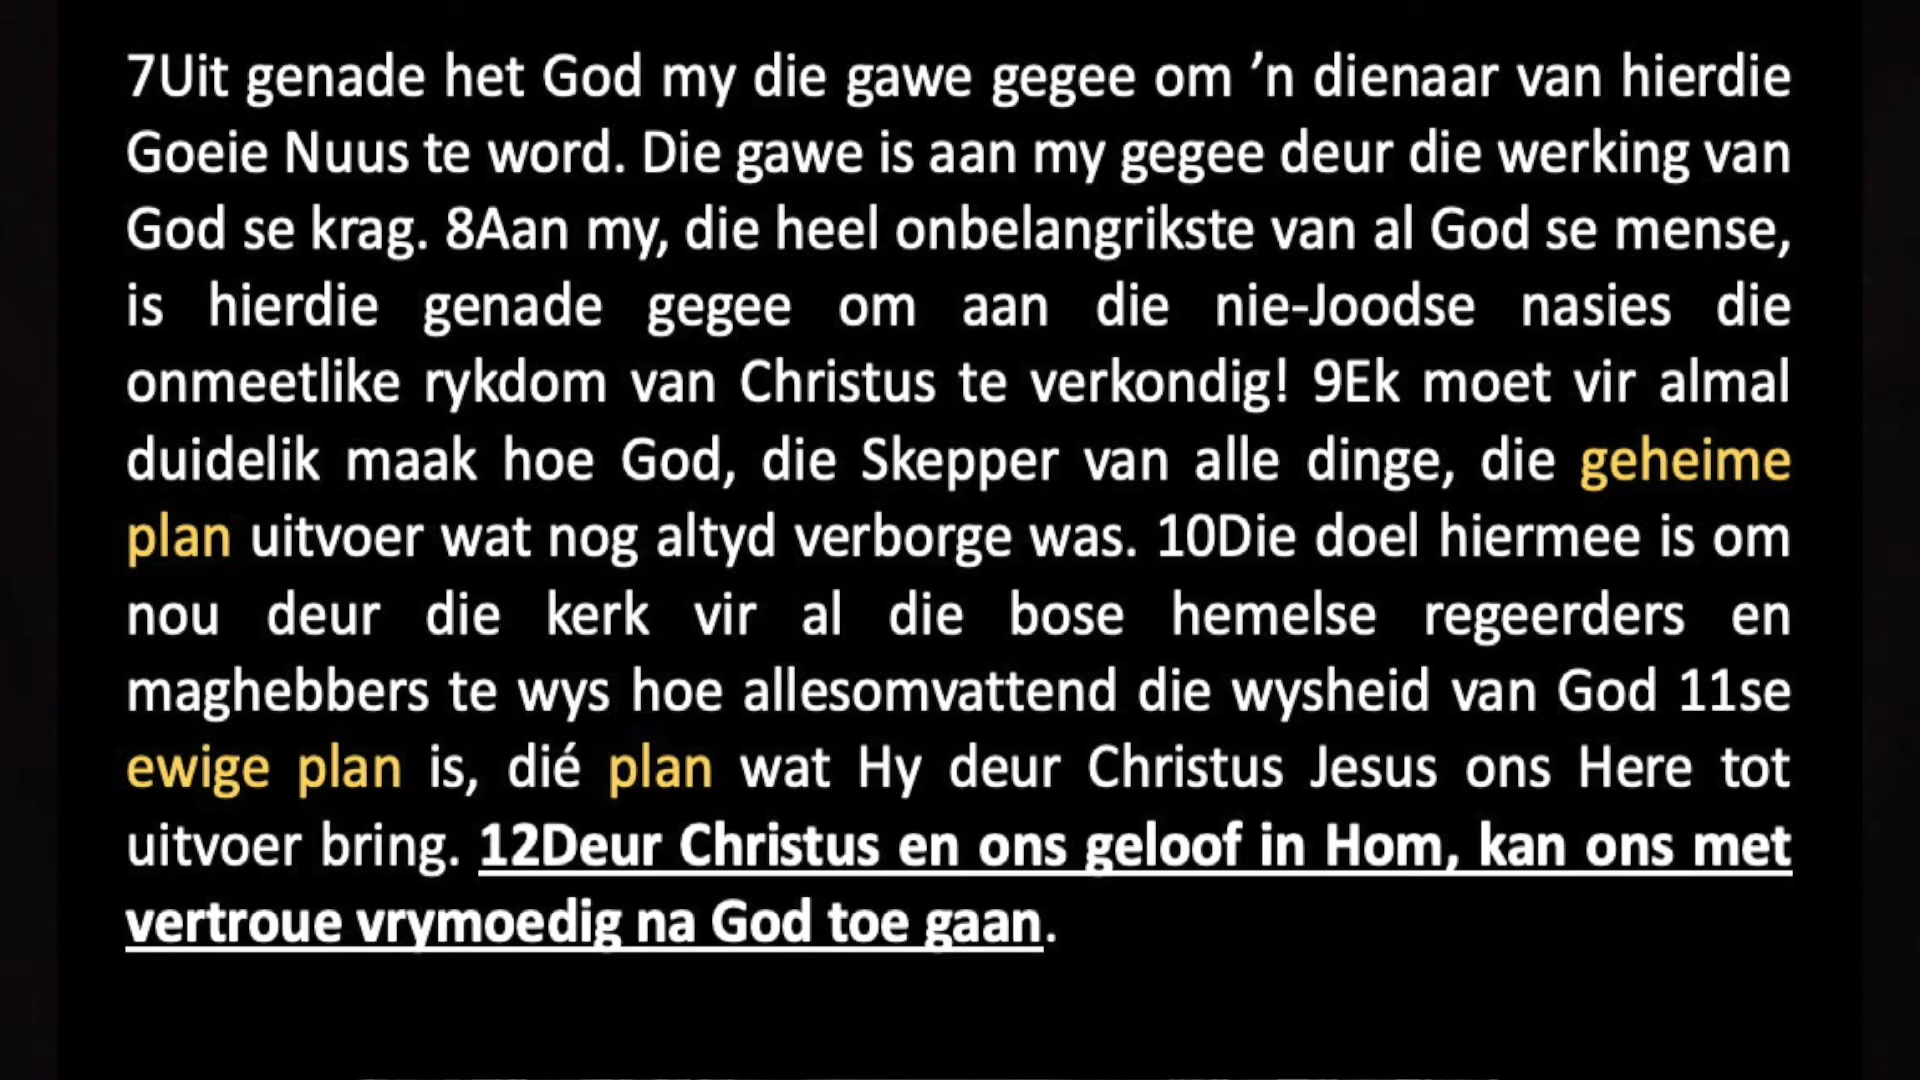 7Uit genade het God my die gawe gegee om ’n dienaar van hierdie
Goeie Nuus te word. Die gawe is aan my gegee deur die werking van
God se krag. 8Aan my, die heel onbelangrikste van al God se mense,
is hierdie genade gegee om aan die nie-Joodse nasies die
onmeetlike rykdom van Christus te verkondig! 9Ek moet vir almal
duidelik maak hoe God, die Skepper van alle dinge, die geheime
plan uitvoer wat nog altyd verborge was. 10Die doel hiermee is om
nou deur die kerk vir al die bose hemelse regeerders en
maghebbers te wys hoe allesomvattend die wysheid van God 11se
ewige plan is, dié plan wat Hy deur Christus Jesus ons Here tot
uitvoer bring. 12Deur Christus en ons geloof in Hom, kan ons met
vertroue vrymoedig na God toe gaan.